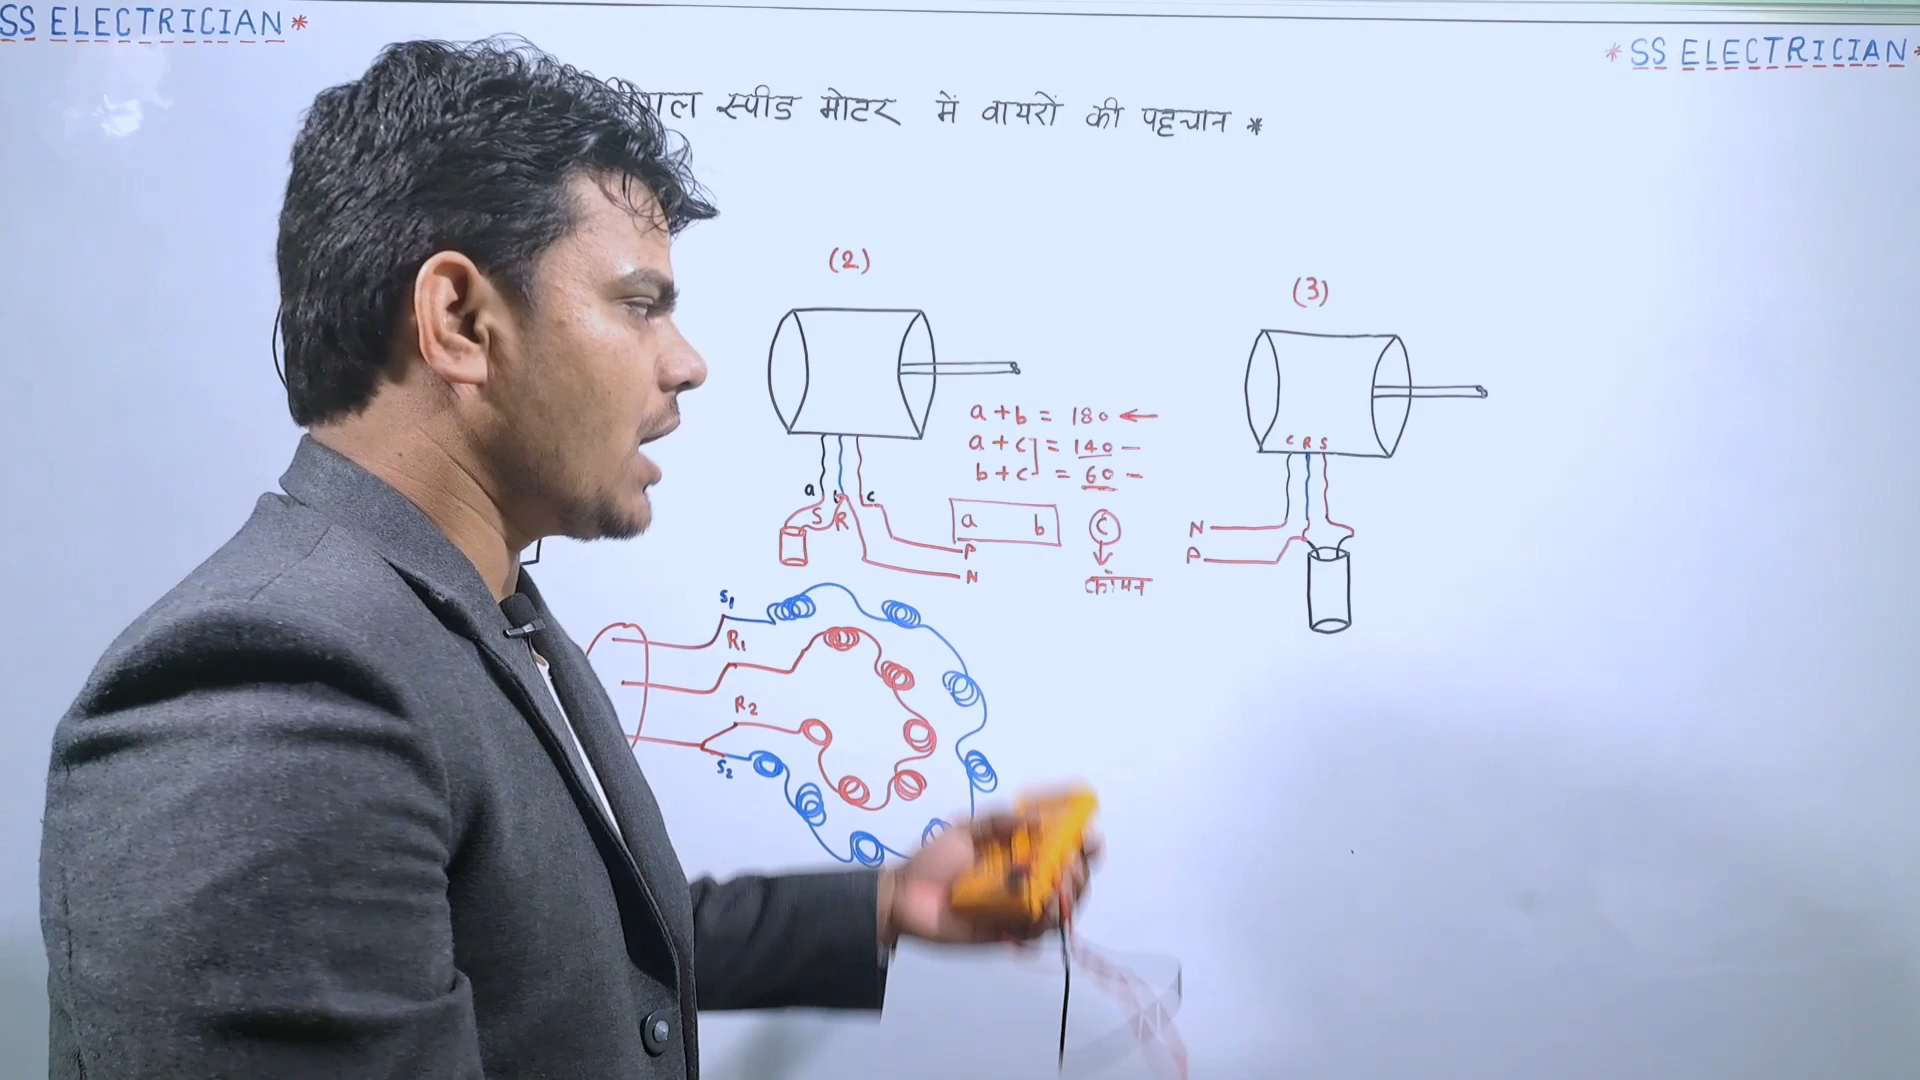 SS ELECTRICIAN *
* SS ELECTRICIAN *
स्पीड मोटर में वायरों की पहचान *
(2)
(3)
a + b = 180 ←
a + c ] = 140 -
b + c ] = 60 -
C R S
a b c
S R
a b
C
कॉमन
P
N
N
P
S1
R1
R2
S2